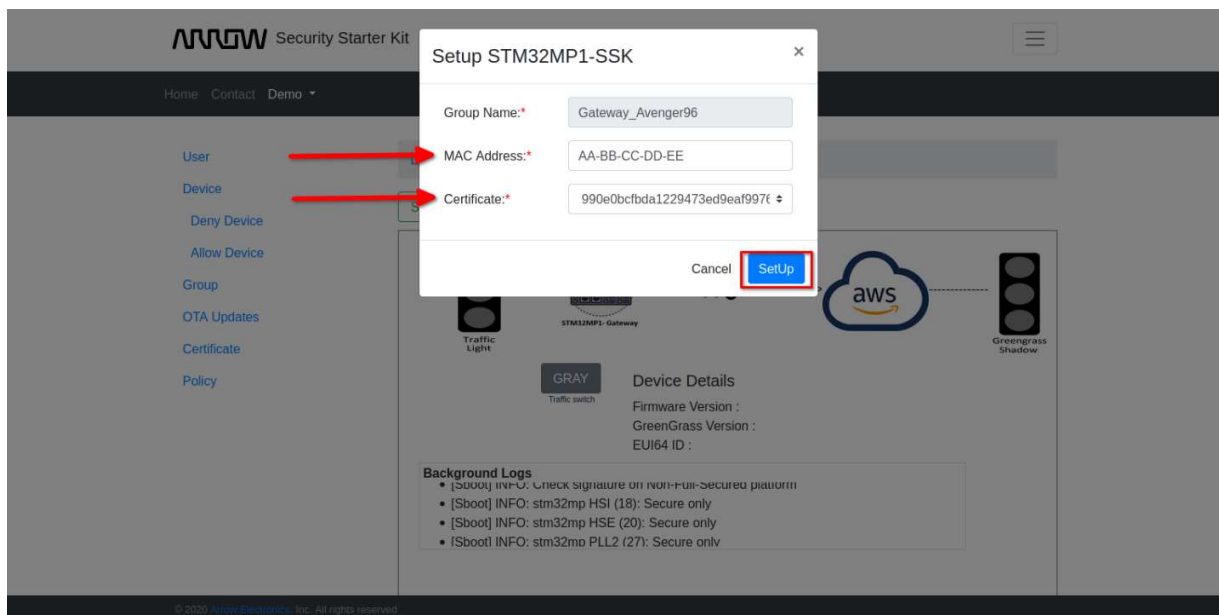 ARROW Security Starter Kit
Setup STM32MP1-SSK ×
Home Contact Demo
Group Name:* Gateway_Avenger96
MAC Address:* AA-BB-CC-DD-EE
Certificate:* 990e0bcfbda1229473ed9eaf9976
Cancel SetUp
User
Device
Deny Device
Allow Device
Group
OTA Updates
Certificate
Policy
aws
STM32MP1- Gateway
Traffic
Light
Greengrass
Shadow
GRAY
Traffic switch
Device Details
Firmware Version :
GreenGrass Version :
EUI64 ID :
Background Logs
• [Sboot] INFO: Check signature on Non-Full-Secured platform
• [Sboot] INFO: stm32mp HSI (18): Secure only
• [Sboot] INFO: stm32mp HSE (20): Secure only
• [Sboot] INFO: stm32mp PLL2 (27): Secure only
© 2020 Arrow Electronics, Inc. All rights reserved